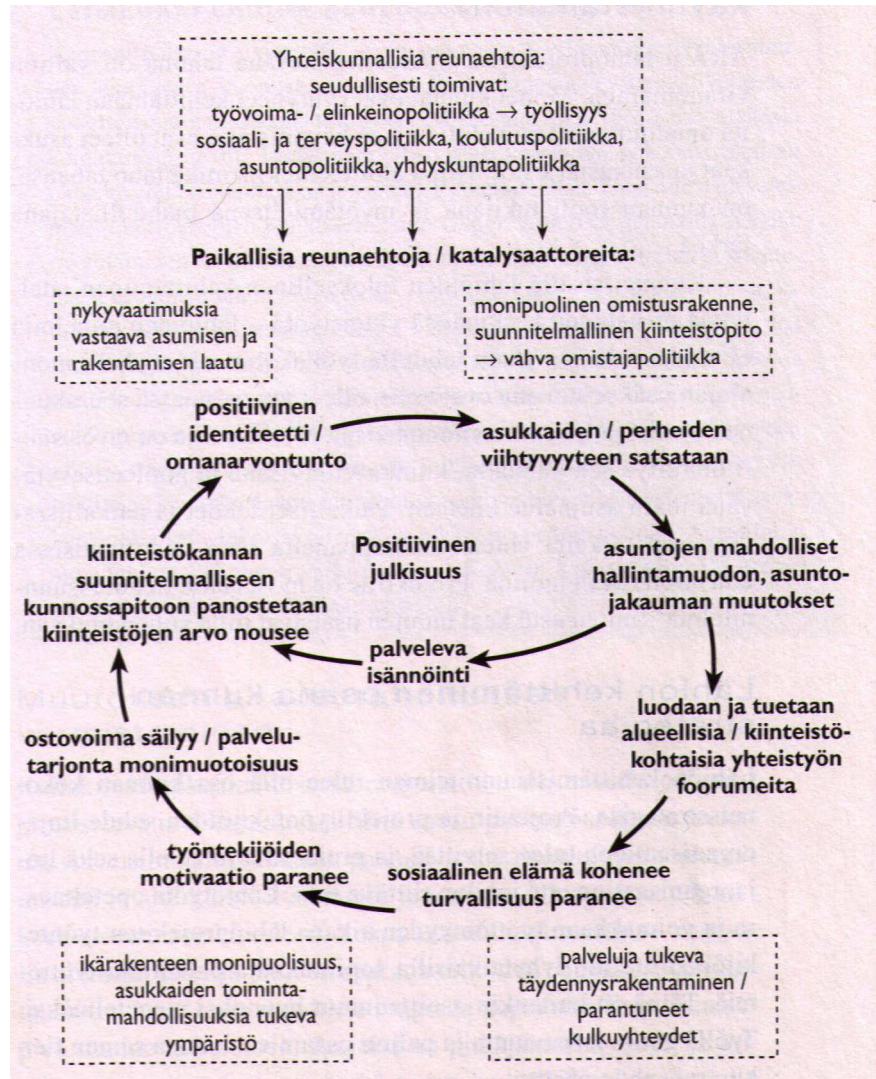 Yhteiskunnallisia reunaehtoja:
seudullisesti toimivat:
työvoima- / elinkeinopolitiikka → työllisyys
sosiaali- ja terveyspolitiikka, koulutuspolitiikka,
asuntopolitiikka, yhdyskuntapolitiikka
Paikallisia reunaehtoja / katalysaattoreita:
nykyvaatimuksia
vastaava asumisen ja
rakentamisen laatu
monipuolinen omistusrakenne,
suunnitelmallinen kiinteistöpito
+ vahva omistajapolitiikka
positiivinen
identiteetti /
omanarvontunto
asukkaiden / perheiden
viihtyvyyteen satsataan
kiinteistökannan
suunnitelmalliseen
kunnossapitoon panostetaan
kiinteistöjen arvo nousee
Positiivinen
julkisuus
asuntojen mahdolliset
hallintamuodon, asunto-
jakauman muutokset
palveleva
isännöinti
luodaan ja tuetaan
alueellisia / kiinteistö-
kohtaisia yhteistyön
foorumeita
ostovoima säilyy / palvelu-
tarjonta monimuotoisuus
työntekijöiden
motivaatio paranee
sosiaalinen elämä kohenee
turvallisuus paranee
ikärakenteen monipuolisuus,
asukkaiden toiminta-
mahdollisuuksia tukeva
ympäristö
palveluja tukeva
täydennysrakentaminen /
parantuneet
kulkuyhteydet